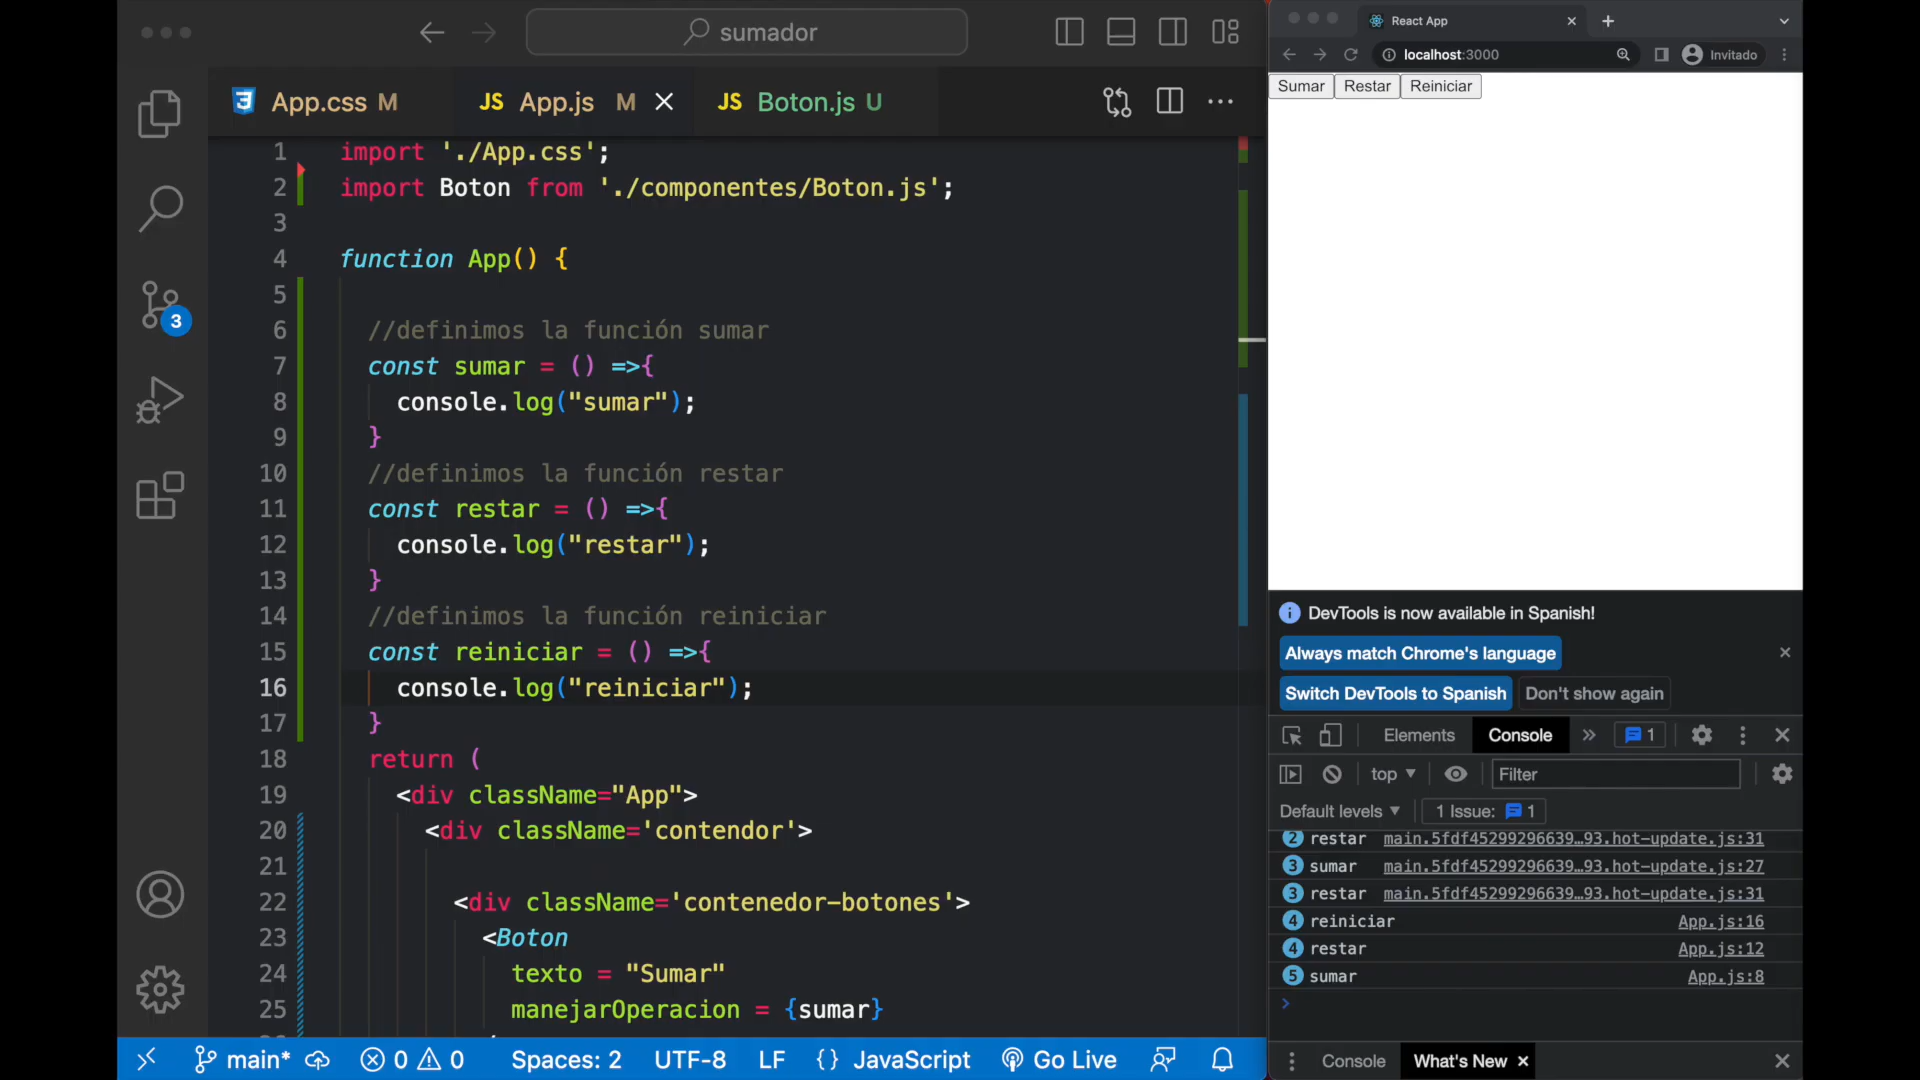 sumador
App.css M
JS App.js M
JS Boton.js U
1 import './App.css';
2 import Boton from './componentes/Boton.js';
3
4 function App() {
5
6 //definimos la función sumar
7 const sumar = () =>{
8 console.log("sumar");
9 }
10 //definimos la función restar
11 const restar = () =>{
12 console.log("restar");
13 }
14 //definimos la función reiniciar
15 const reiniciar = () =>{
16 console.log("reiniciar");
17 }
18 return (
19 <div className="App">
20 <div className='contendor'>
21
22 <div className='contenedor-botones'>
23 <Boton
24 texto = "Sumar"
25 manejarOperacion = {sumar}
3
main* 0 0 Spaces: 2 UTF-8 LF {} JavaScript Go Live
React App
localhost:3000
Invitado
Sumar Restar Reiniciar
DevTools is now available in Spanish!
Always match Chrome's language
Switch DevTools to Spanish Don't show again
Elements Console » 1
top Filter
Default levels 1 Issue: 1
2 restar main.5fdf45299296639…93.hot-update.js:31
3 sumar main.5fdf45299296639…93.hot-update.js:27
3 restar main.5fdf45299296639…93.hot-update.js:31
4 reiniciar App.js:16
4 restar App.js:12
5 sumar App.js:8
>
Console What's New